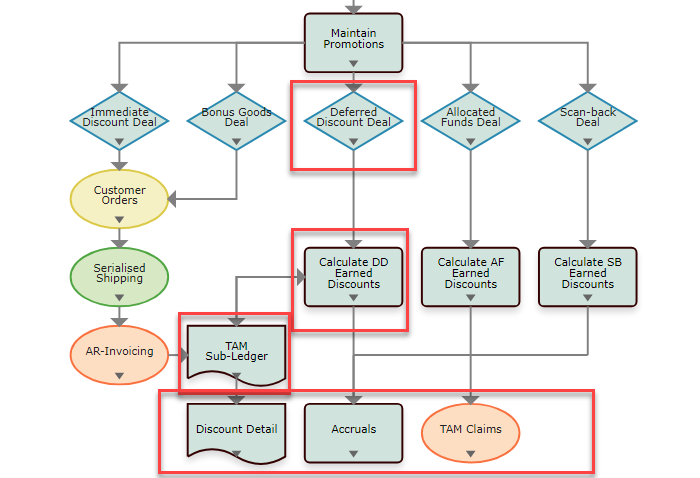 Maintain
Promotions
Immediate
Discount Deal
Bonus Goods
Deal
Deferred
Discount Deal
Allocated
Funds Deal
Scan-back
Deal
Customer
Orders
Serialised
Shipping
Calculate DD
Earned
Discounts
Calculate AF
Earned
Discounts
Calculate SB
Earned
Discounts
AR-Invoicing
TAM
Sub-Ledger
Discount Detail
Accruals
TAM Claims